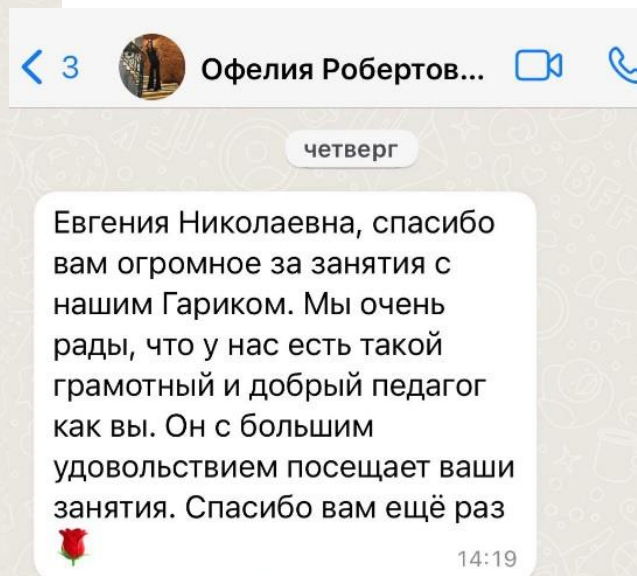 3
Офелия Робертов...
четверг
Евгения Николаевна, спасибо
вам огромное за занятия с
нашим Гариком. Мы очень
рады, что у нас есть такой
грамотный и добрый педагог
как вы. Он с большим
удовольствием посещает ваши
занятия. Спасибо вам ещё раз
🌹
14:19